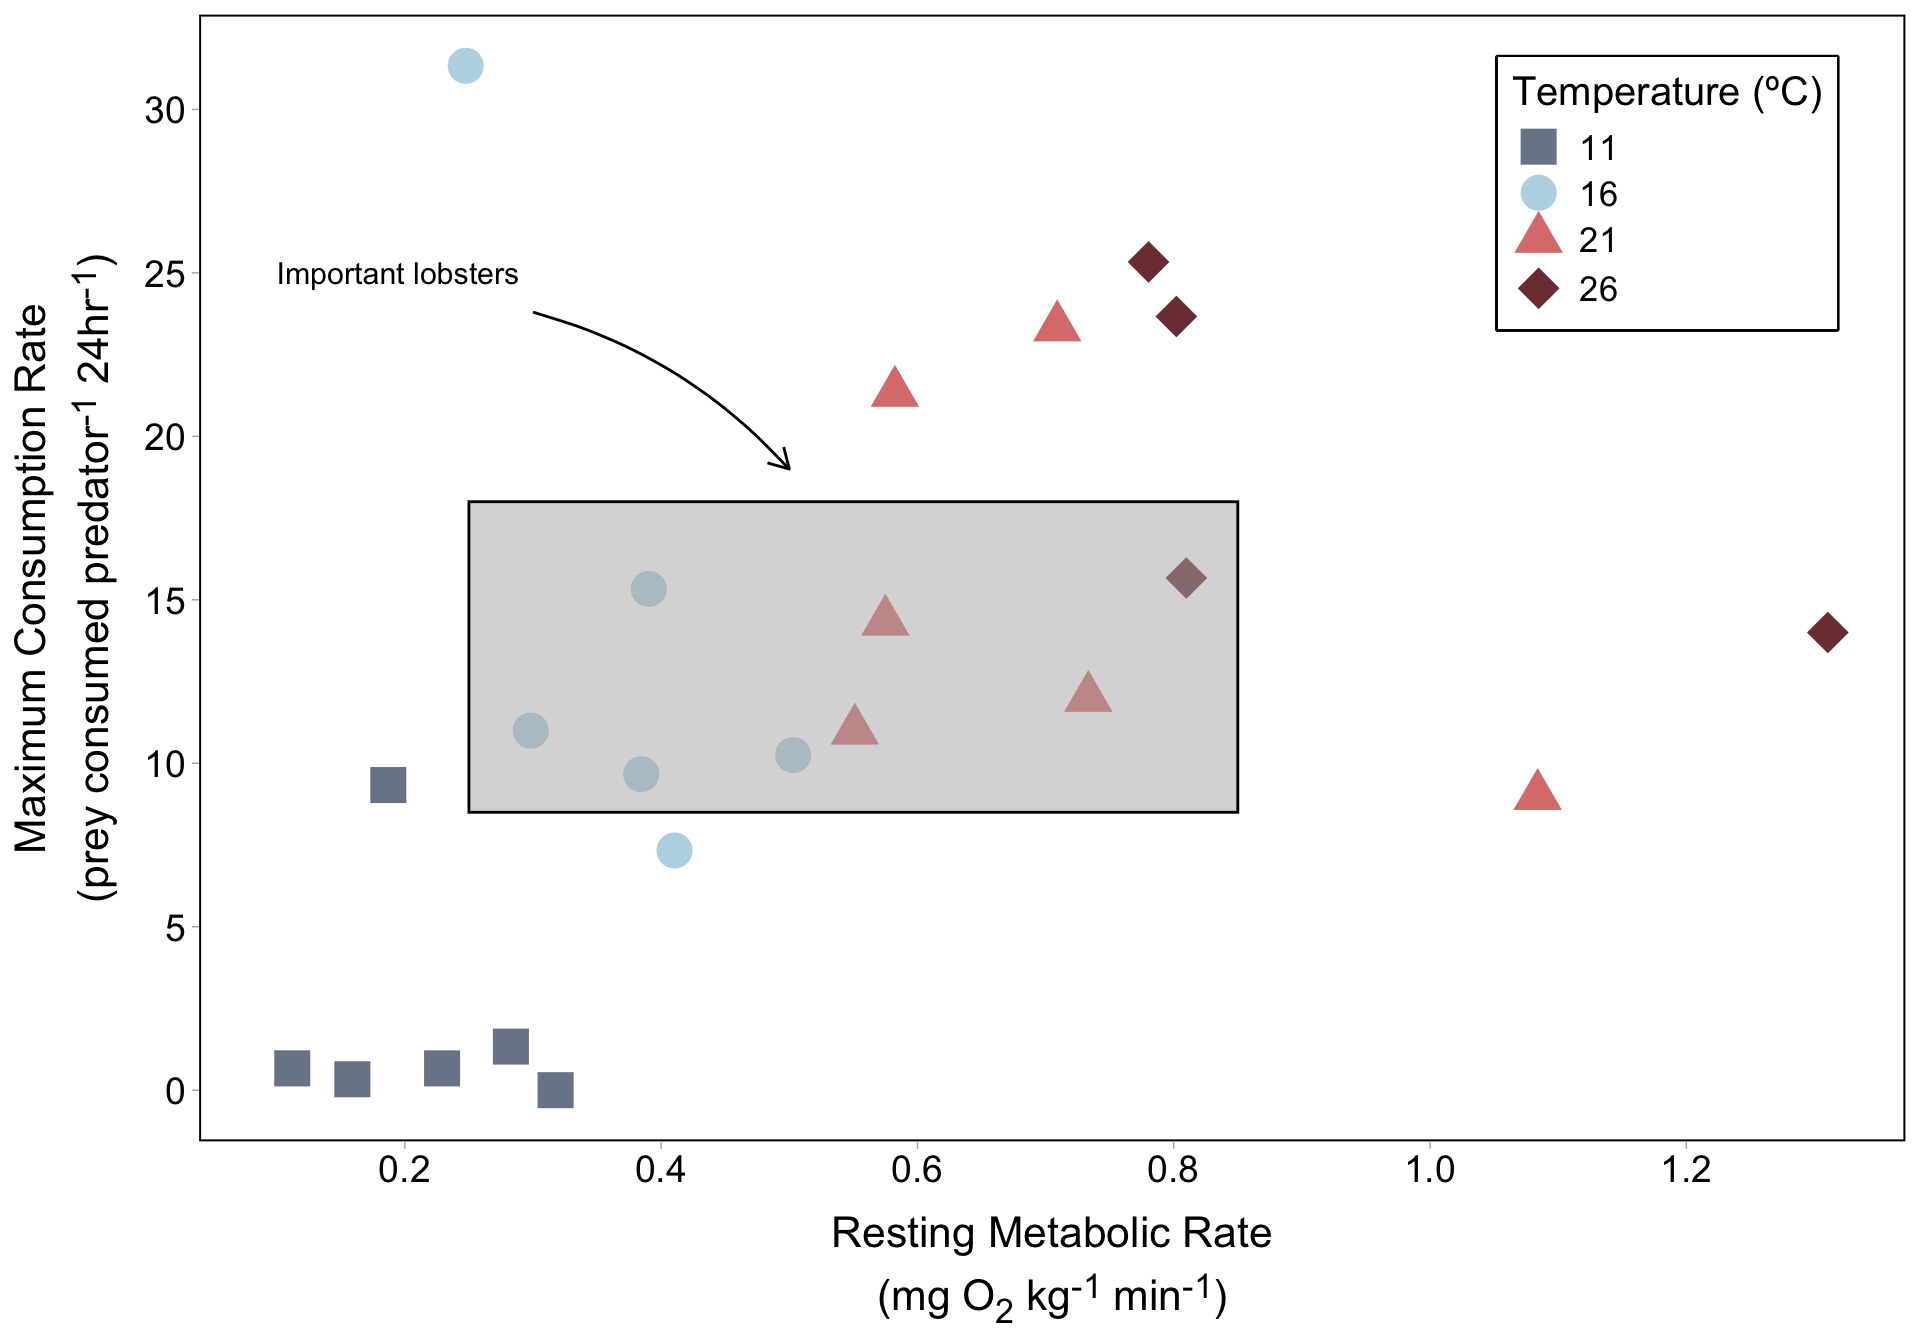 Temperature (ºC)
11
16
21
26
Important lobsters
30
25
20
15
10
5
0
Maximum Consumption Rate
(prey consumed predator⁻¹ 24hr⁻¹)
0.2 0.4 0.6 0.8 1.0 1.2
Resting Metabolic Rate
(mg O₂ kg⁻¹ min⁻¹)